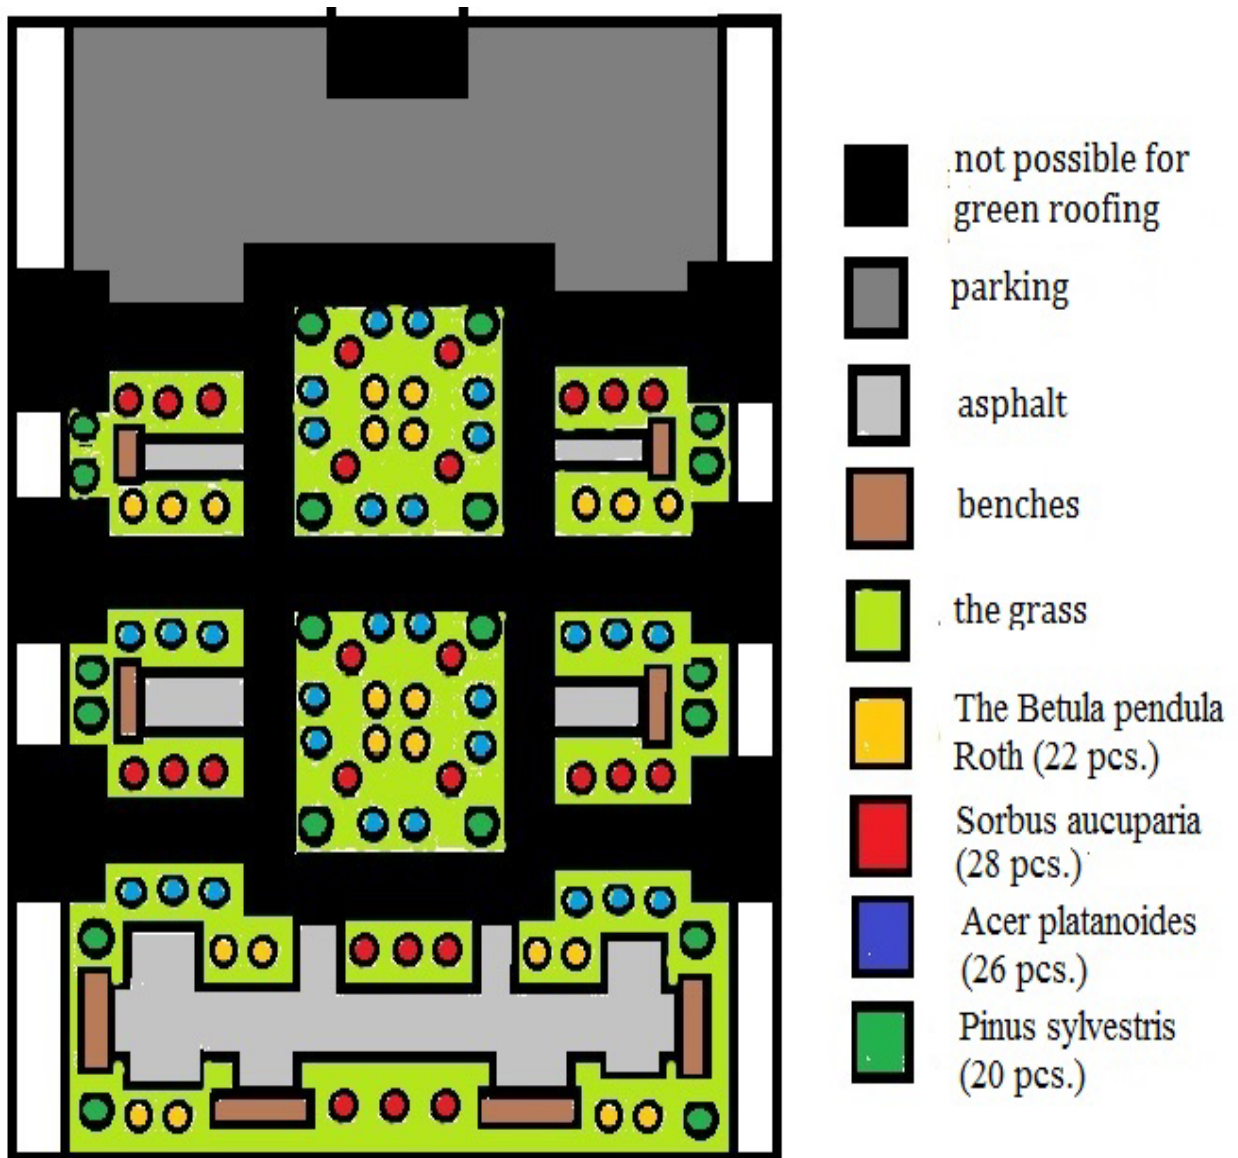 not possible for
green roofing
parking
asphalt
benches
the grass
The Betula pendula
Roth (22 pcs.)
Sorbus aucuparia
(28 pcs.)
Acer platanoides
(26 pcs.)
Pinus sylvestris
(20 pcs.)